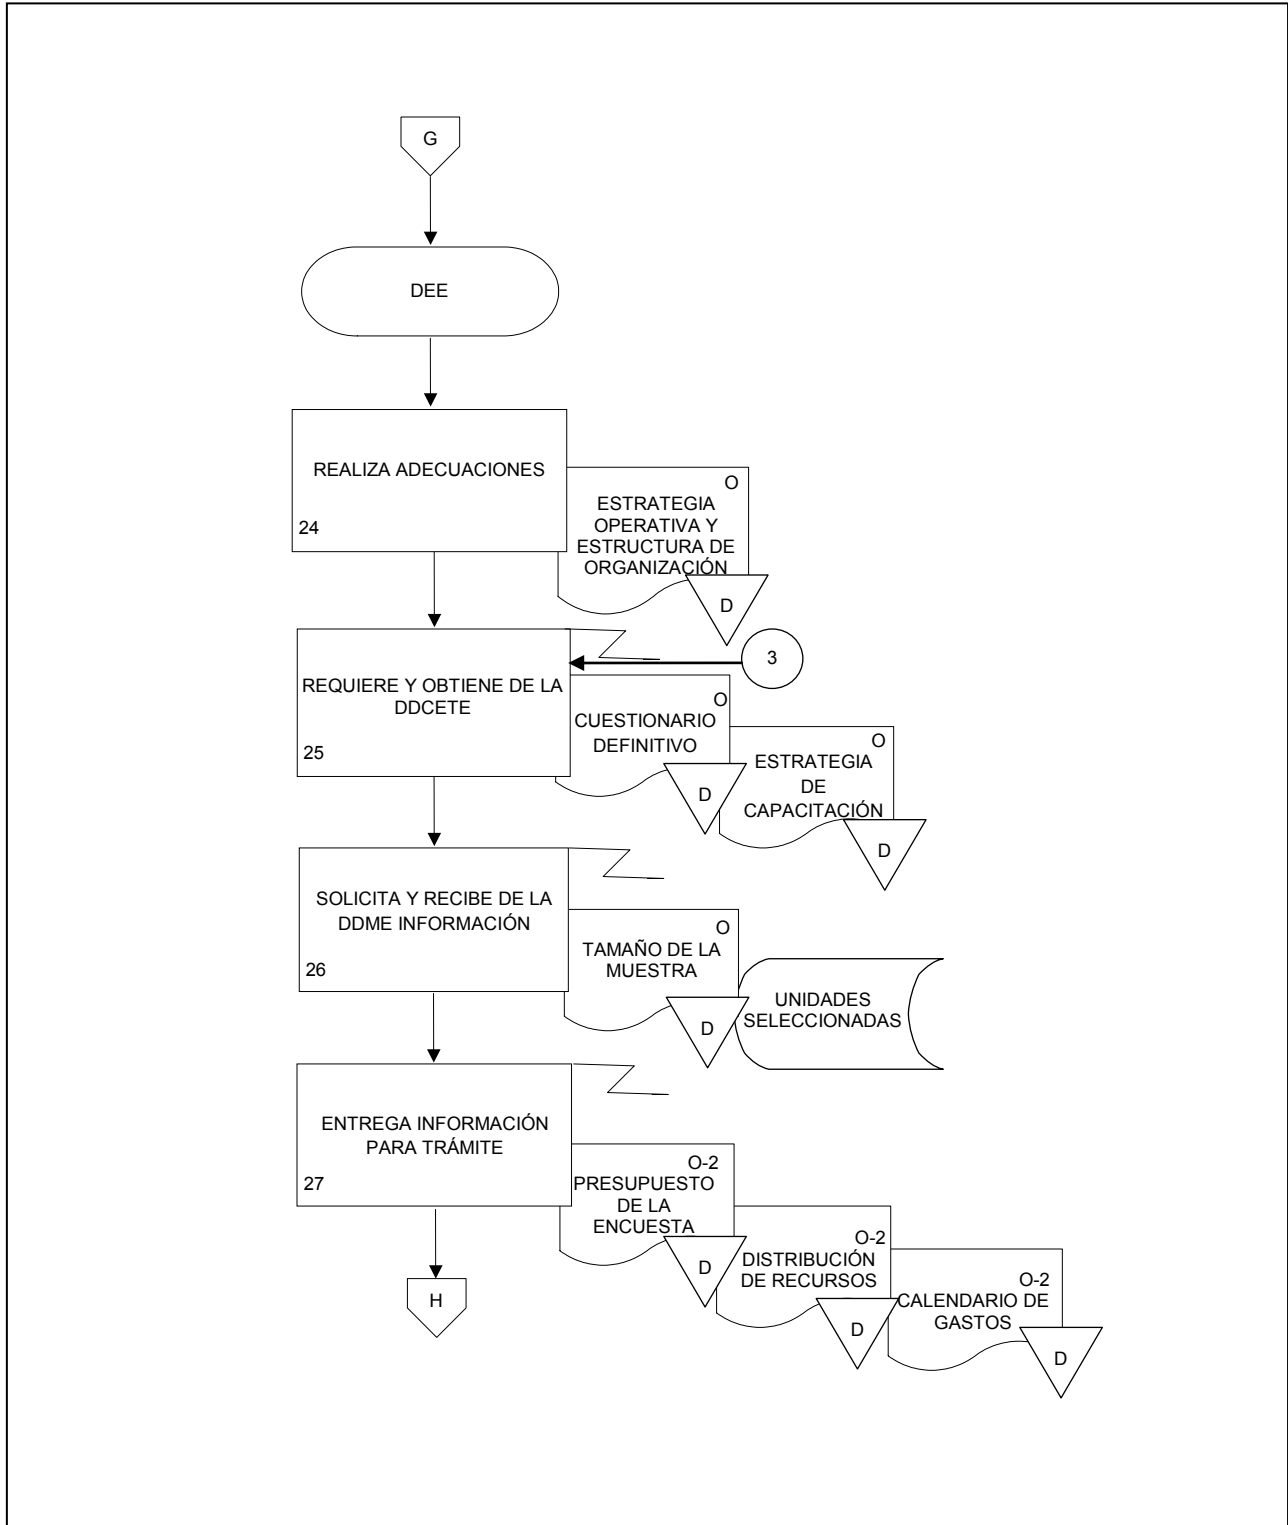 G
DEE
REALIZA ADECUACIONES
24
O
ESTRATEGIA
OPERATIVA Y
ESTRUCTURA DE
ORGANIZACIÓN
D
REQUIERE Y OBTIENE DE LA
DDCETE
25
3
O
CUESTIONARIO
DEFINITIVO
D
O
ESTRATEGIA
DE
CAPACITACIÓN
D
SOLICITA Y RECIBE DE LA
DDME INFORMACIÓN
26
O
TAMAÑO DE LA
MUESTRA
D
UNIDADES
SELECCIONADAS
ENTREGA INFORMACIÓN
PARA TRÁMITE
27
O-2
PRESUPUESTO
DE LA
ENCUESTA
D
O-2
DISTRIBUCIÓN
DE RECURSOS
D
O-2
CALENDARIO DE
GASTOS
D
H